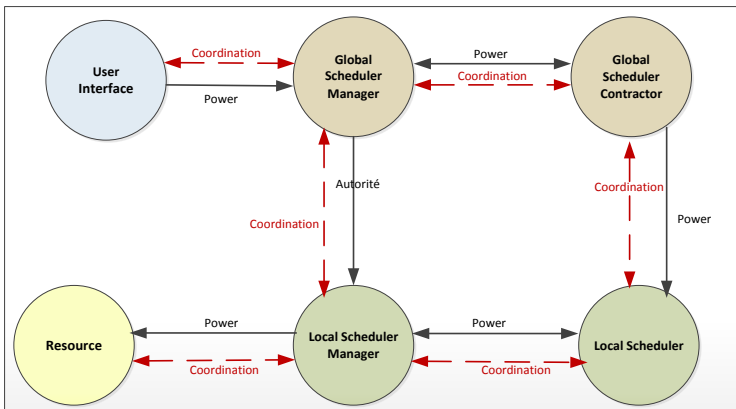 Coordination
User
Interface
Power
Global
Scheduler
Manager
Power
Coordination
Global
Scheduler
Contractor
Autorité
Coordination
Coordination
Power
Resource
Power
Coordination
Local Scheduler
Manager
Power
Coordination
Local Scheduler